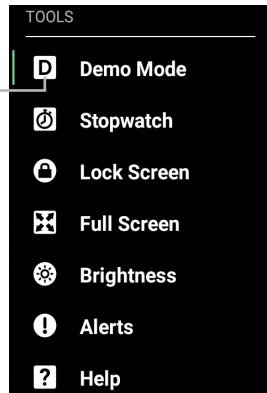 TOOLS
D Demo Mode
Stopwatch
Lock Screen
Full Screen
Brightness
! Alerts
? Help